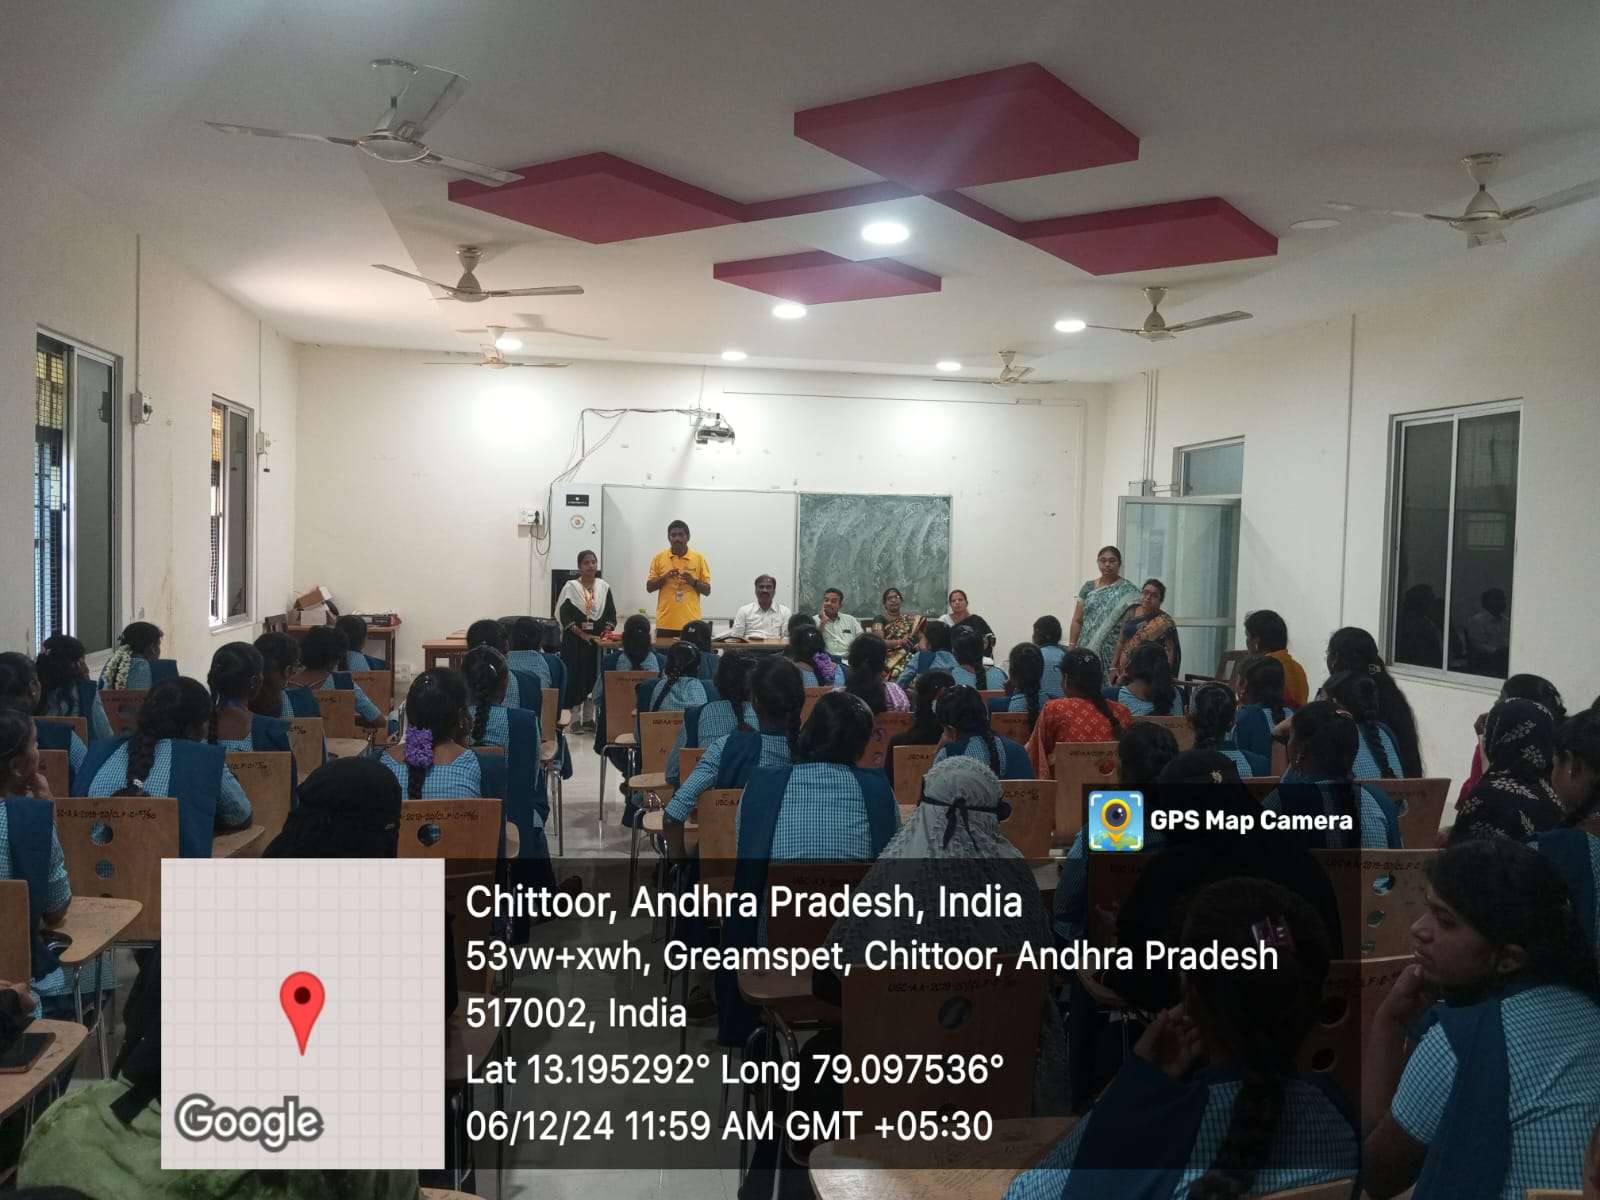 GPS Map Camera
Chittoor, Andhra Pradesh, India
53vw+xwh, Greamspet, Chittoor, Andhra Pradesh
517002, India
Lat 13.195292° Long 79.097536°
06/12/24 11:59 AM GMT +05:30
Google